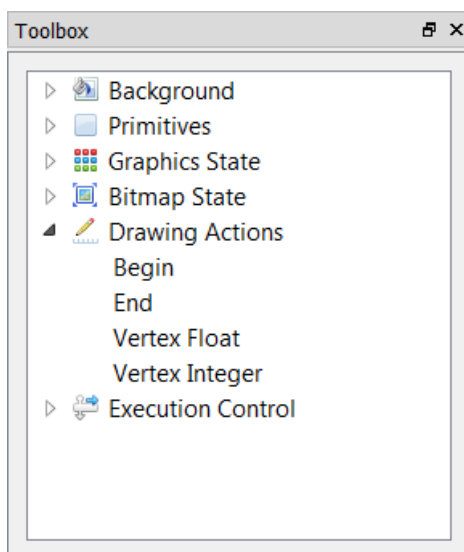 Toolbox
Background
Primitives
Graphics State
Bitmap State
Drawing Actions
Begin
End
Vertex Float
Vertex Integer
Execution Control